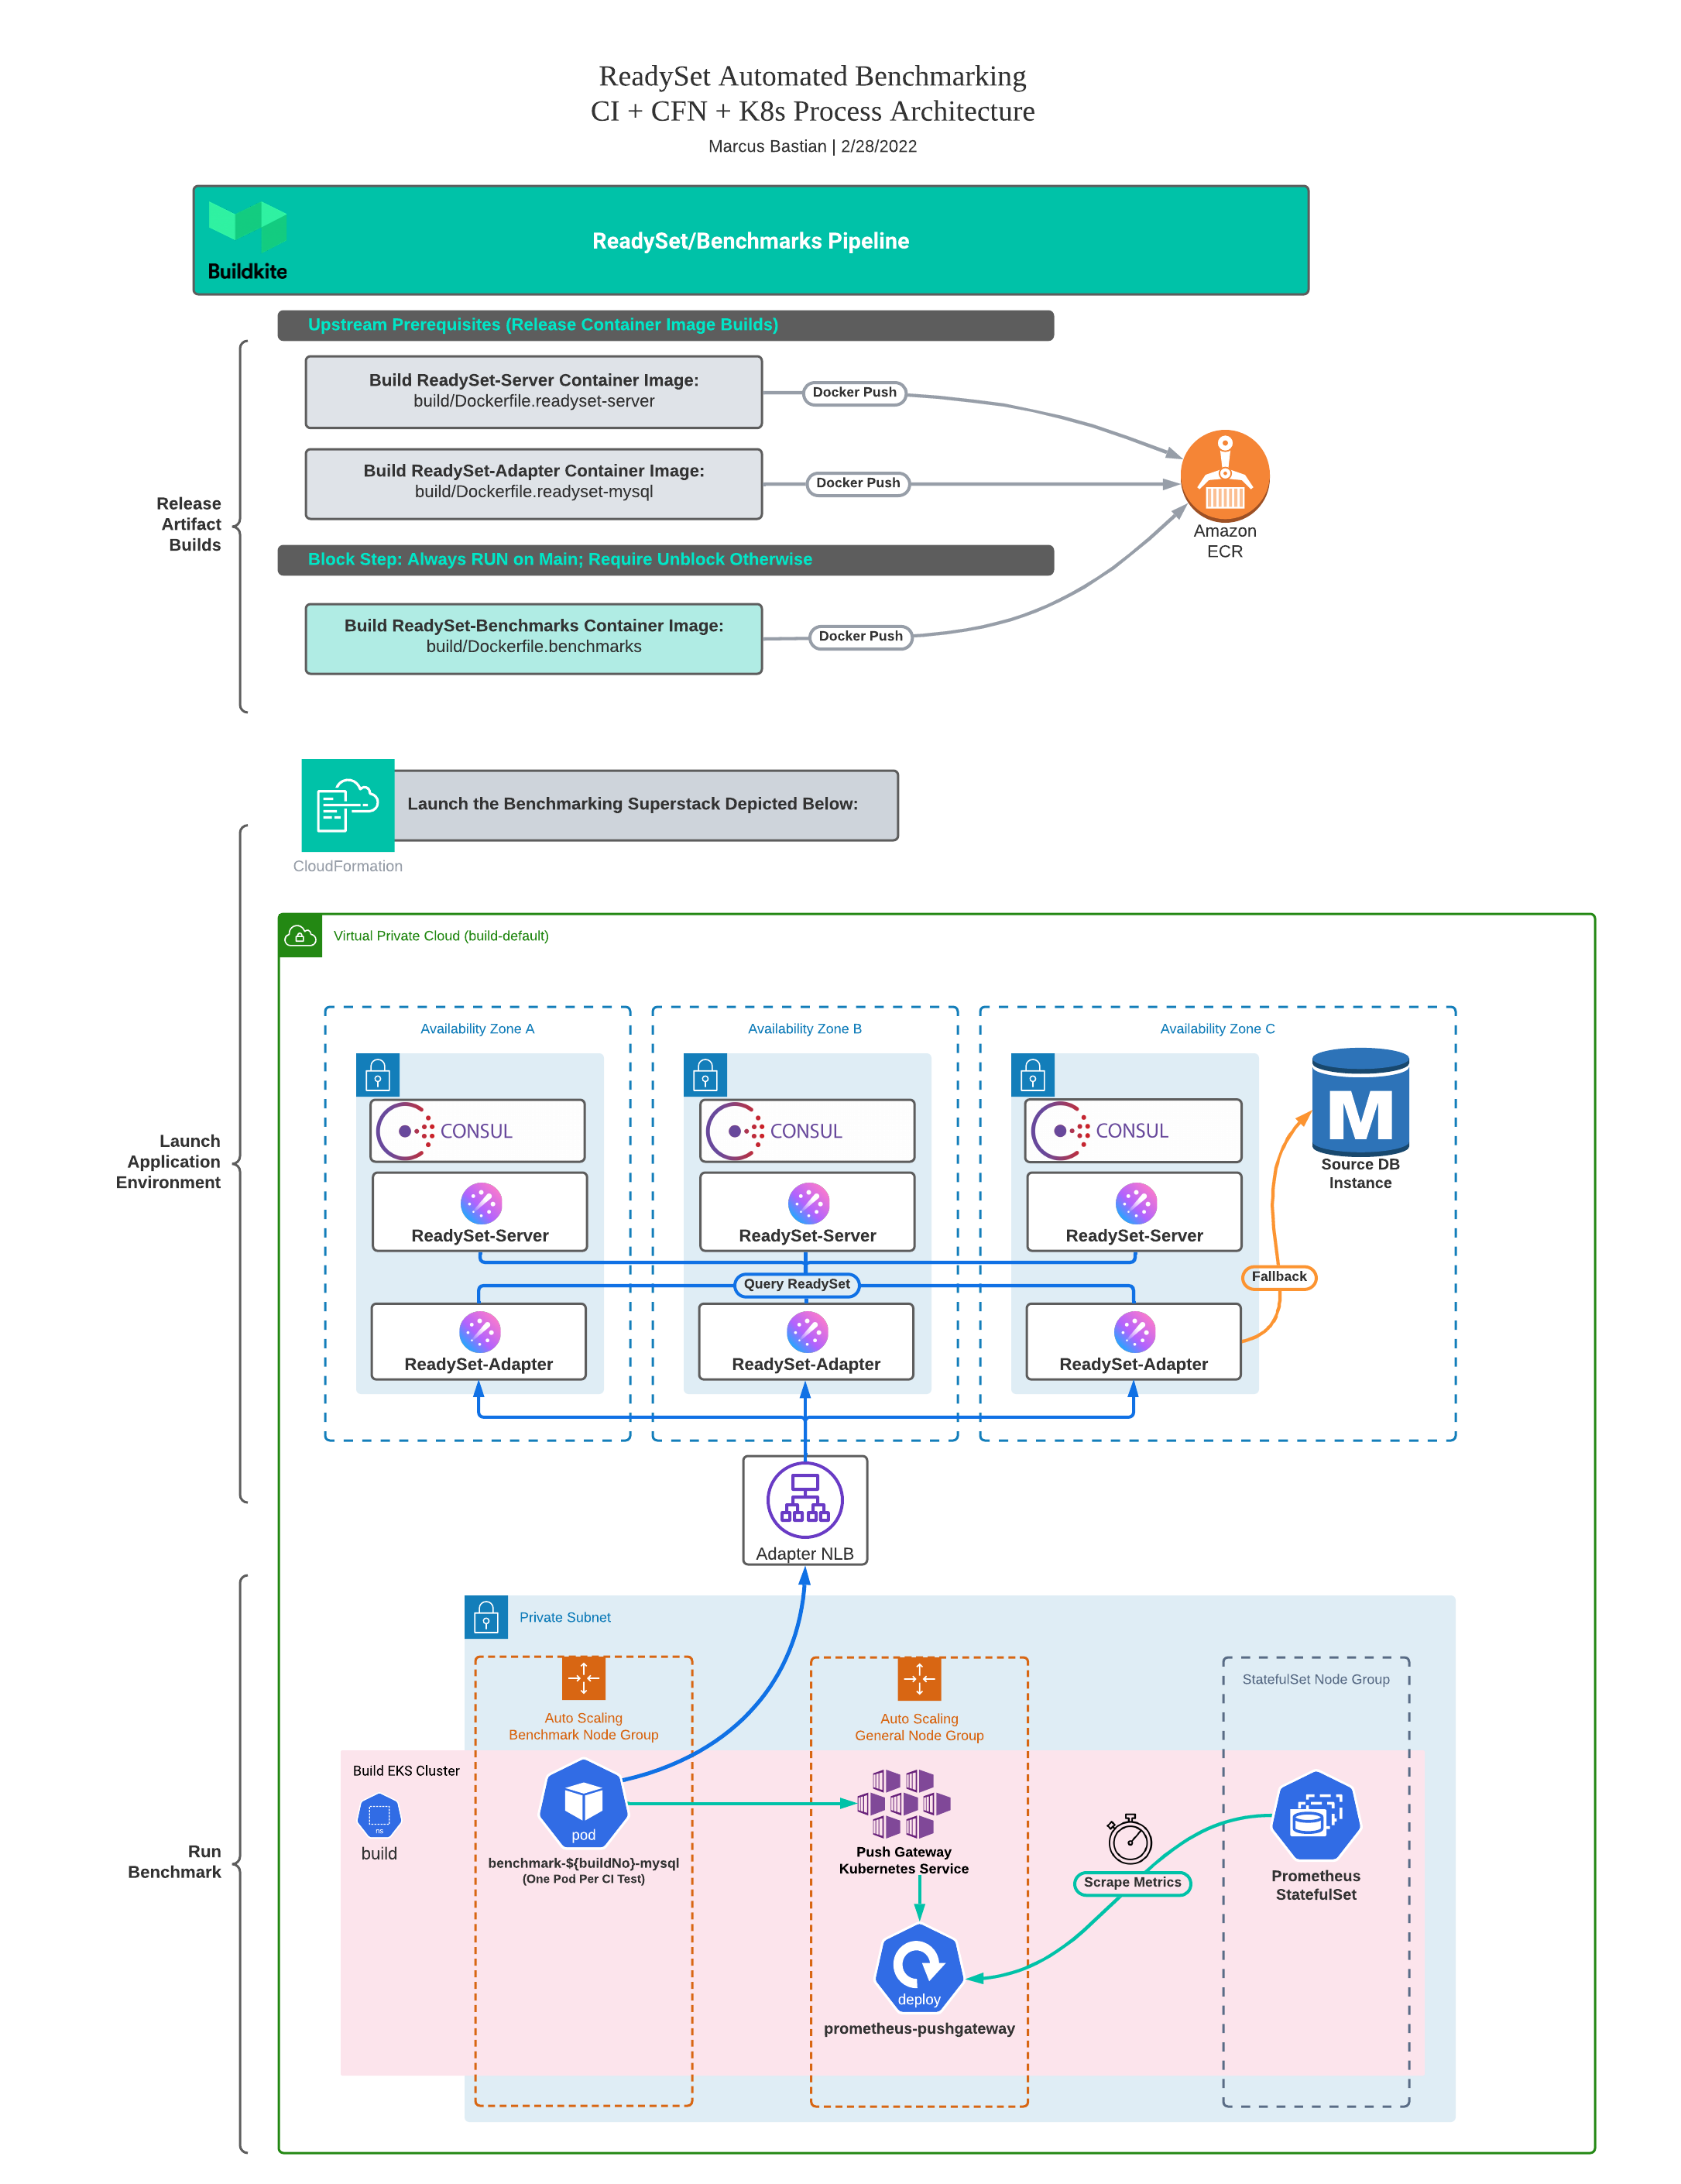 ReadySet Automated Benchmarking
CI + CFN + K8s Process Architecture
Marcus Bastian | 2/28/2022
Buildkite
ReadySet/Benchmarks Pipeline
Upstream Prerequisites (Release Container Image Builds)
Build ReadySet-Server Container Image:
build/Dockerfile.readyset-server
Docker Push
Build ReadySet-Adapter Container Image:
build/Dockerfile.readyset-mysql
Docker Push
Amazon
ECR
Release
Artifact
Builds
Block Step: Always RUN on Main; Require Unblock Otherwise
Build ReadySet-Benchmarks Container Image:
build/Dockerfile.benchmarks
Docker Push
Launch the Benchmarking Superstack Depicted Below:
CloudFormation
Launch
Application
Environment
Virtual Private Cloud (build-default)
Availability Zone A
Availability Zone B
Availability Zone C
CONSUL
CONSUL
CONSUL
M
Source DB
Instance
ReadySet-Server
ReadySet-Server
ReadySet-Server
Query ReadySet
Fallback
ReadySet-Adapter
ReadySet-Adapter
ReadySet-Adapter
Adapter NLB
Run
Benchmark
Private Subnet
Auto Scaling
Benchmark Node Group
Auto Scaling
General Node Group
StatefulSet Node Group
Build EKS Cluster
ns
build
pod
benchmark-${buildNo}-mysql
(One Pod Per CI Test)
Push Gateway
Kubernetes Service
Scrape Metrics
Prometheus
StatefulSet
deploy
prometheus-pushgateway